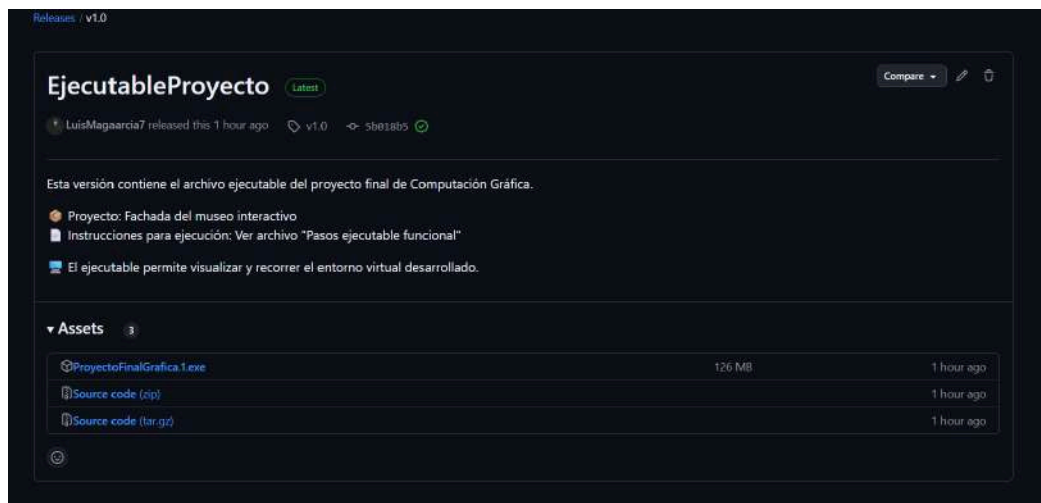 Releases / v1.0
EjecutableProyecto Latest
Compare
LuisMagaarcia7 released this 1 hour ago v1.0 5b018b5
Esta versión contiene el archivo ejecutable del proyecto final de Computación Gráfica.
Proyecto: Fachada del museo interactivo
Instrucciones para ejecución: Ver archivo "Pasos ejecutable funcional"
El ejecutable permite visualizar y recorrer el entorno virtual desarrollado.
Assets 3
ProyectoFinalGrafica.1.exe 126 MB 1 hour ago
Source code (zip) 1 hour ago
Source code (tar.gz) 1 hour ago